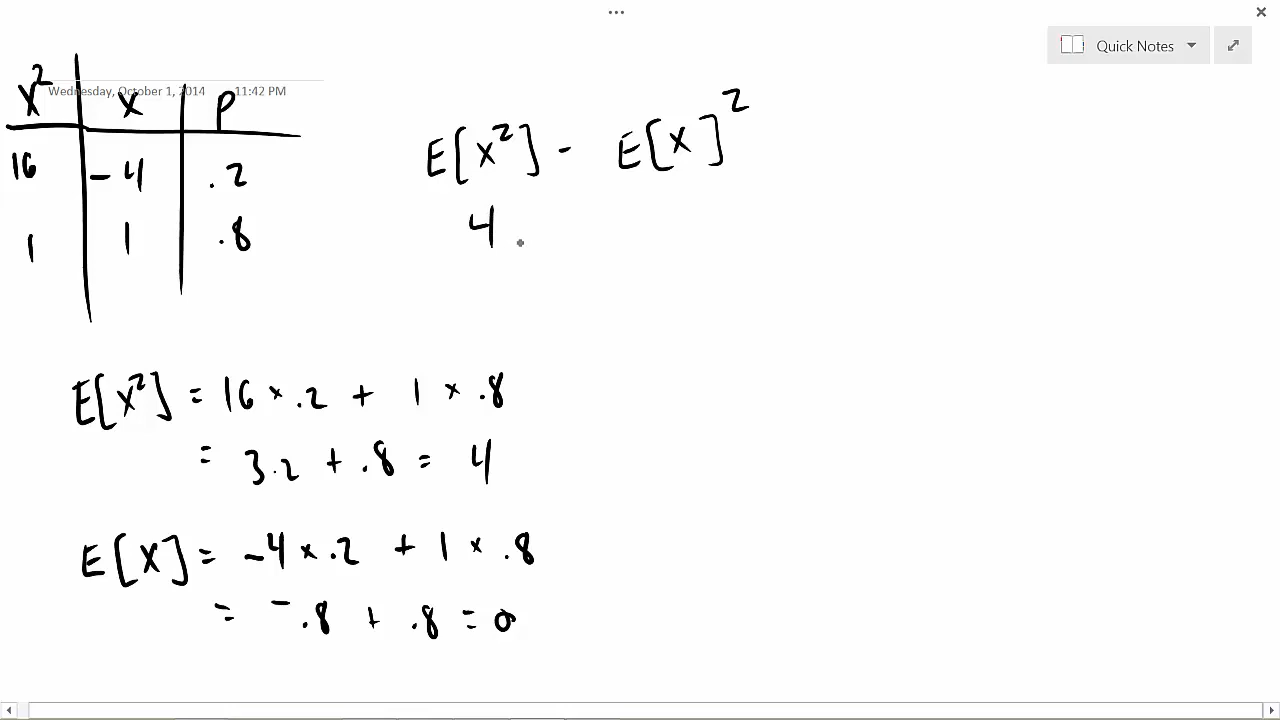 Quick Notes
Wednesday, October 1, 2014 11:42 PM
X² X P
16 -4 .2
1 1 .8
E[X²] - E[X]²
4
E[X²] = 16 × .2 + 1 × .8
= 3.2 + .8 = 4
E[X] = -4 × .2 + 1 × .8
= -.8 + .8 = 0